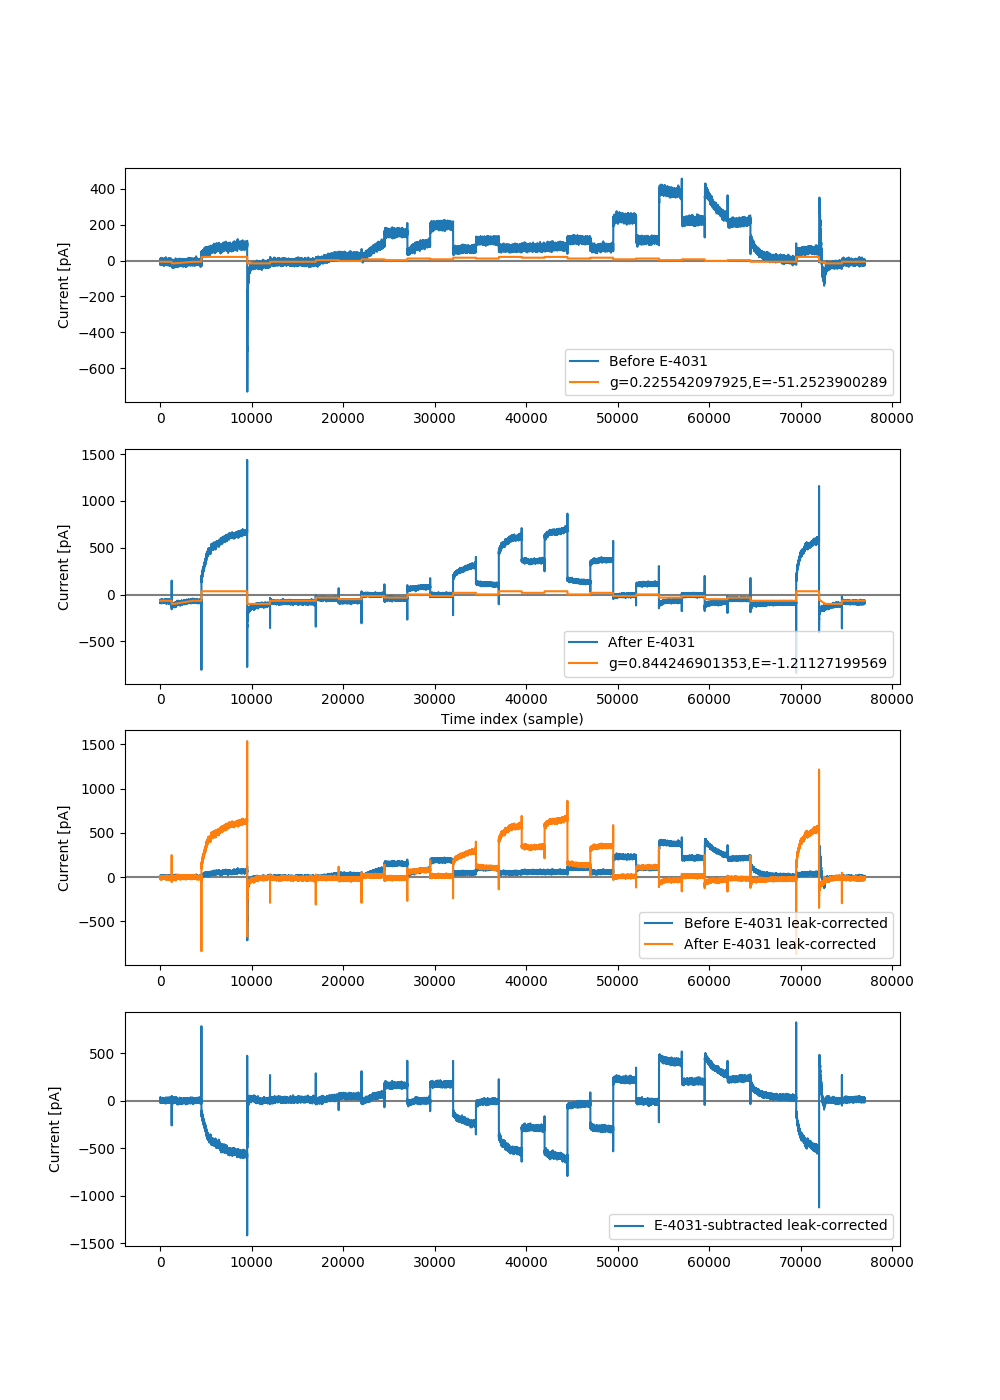 400
200
0
−200
−400
−600
Current [pA]
Before E-4031
g=0.225542097925,E=-51.2523900289
0 10000 20000 30000 40000 50000 60000 70000 80000
1500
1000
500
0
−500
Current [pA]
After E-4031
g=0.844246901353,E=-1.21127199569
0 10000 20000 30000 40000 50000 60000 70000 80000
Time index (sample)
1500
1000
500
0
−500
Current [pA]
Before E-4031 leak-corrected
After E-4031 leak-corrected
0 10000 20000 30000 40000 50000 60000 70000 80000
500
0
−500
−1000
−1500
Current [pA]
E-4031-subtracted leak-corrected
0 10000 20000 30000 40000 50000 60000 70000 80000